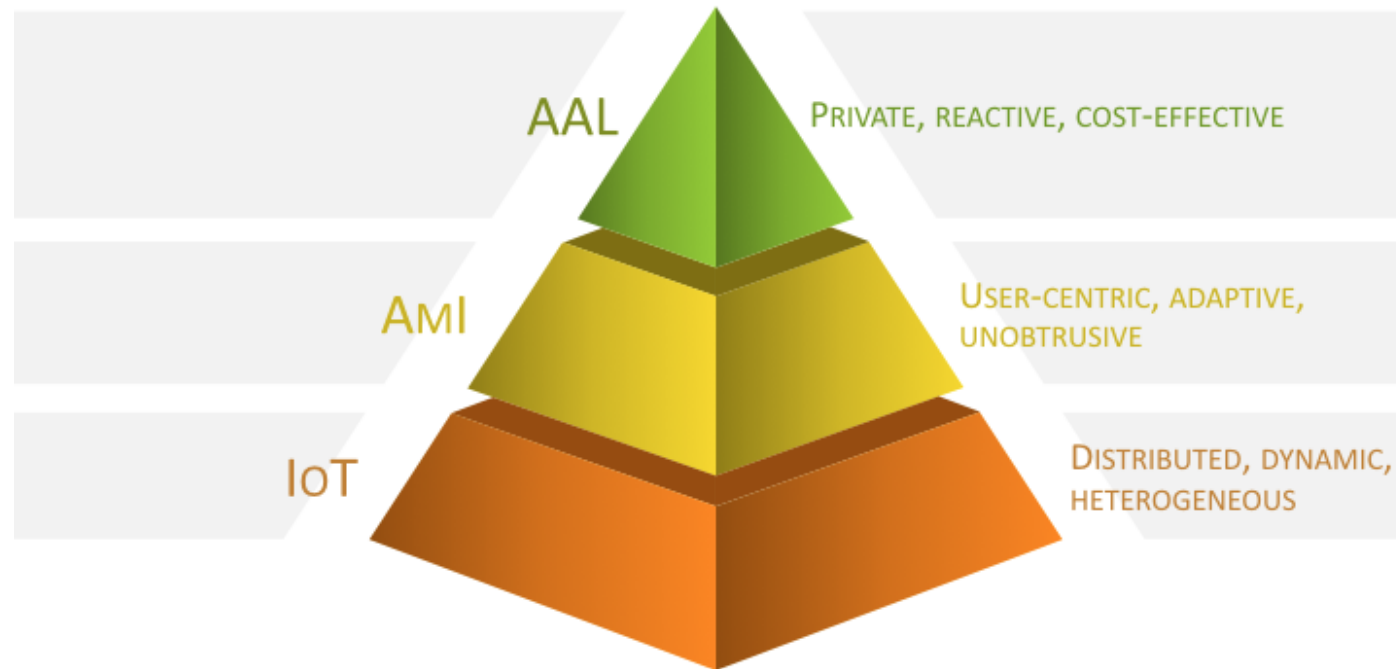 AAL
PRIVATE, REACTIVE, COST-EFFECTIVE
AMI
USER-CENTRIC, ADAPTIVE,
UNOBTRUSIVE
IOT
DISTRIBUTED, DYNAMIC,
HETEROGENEOUS